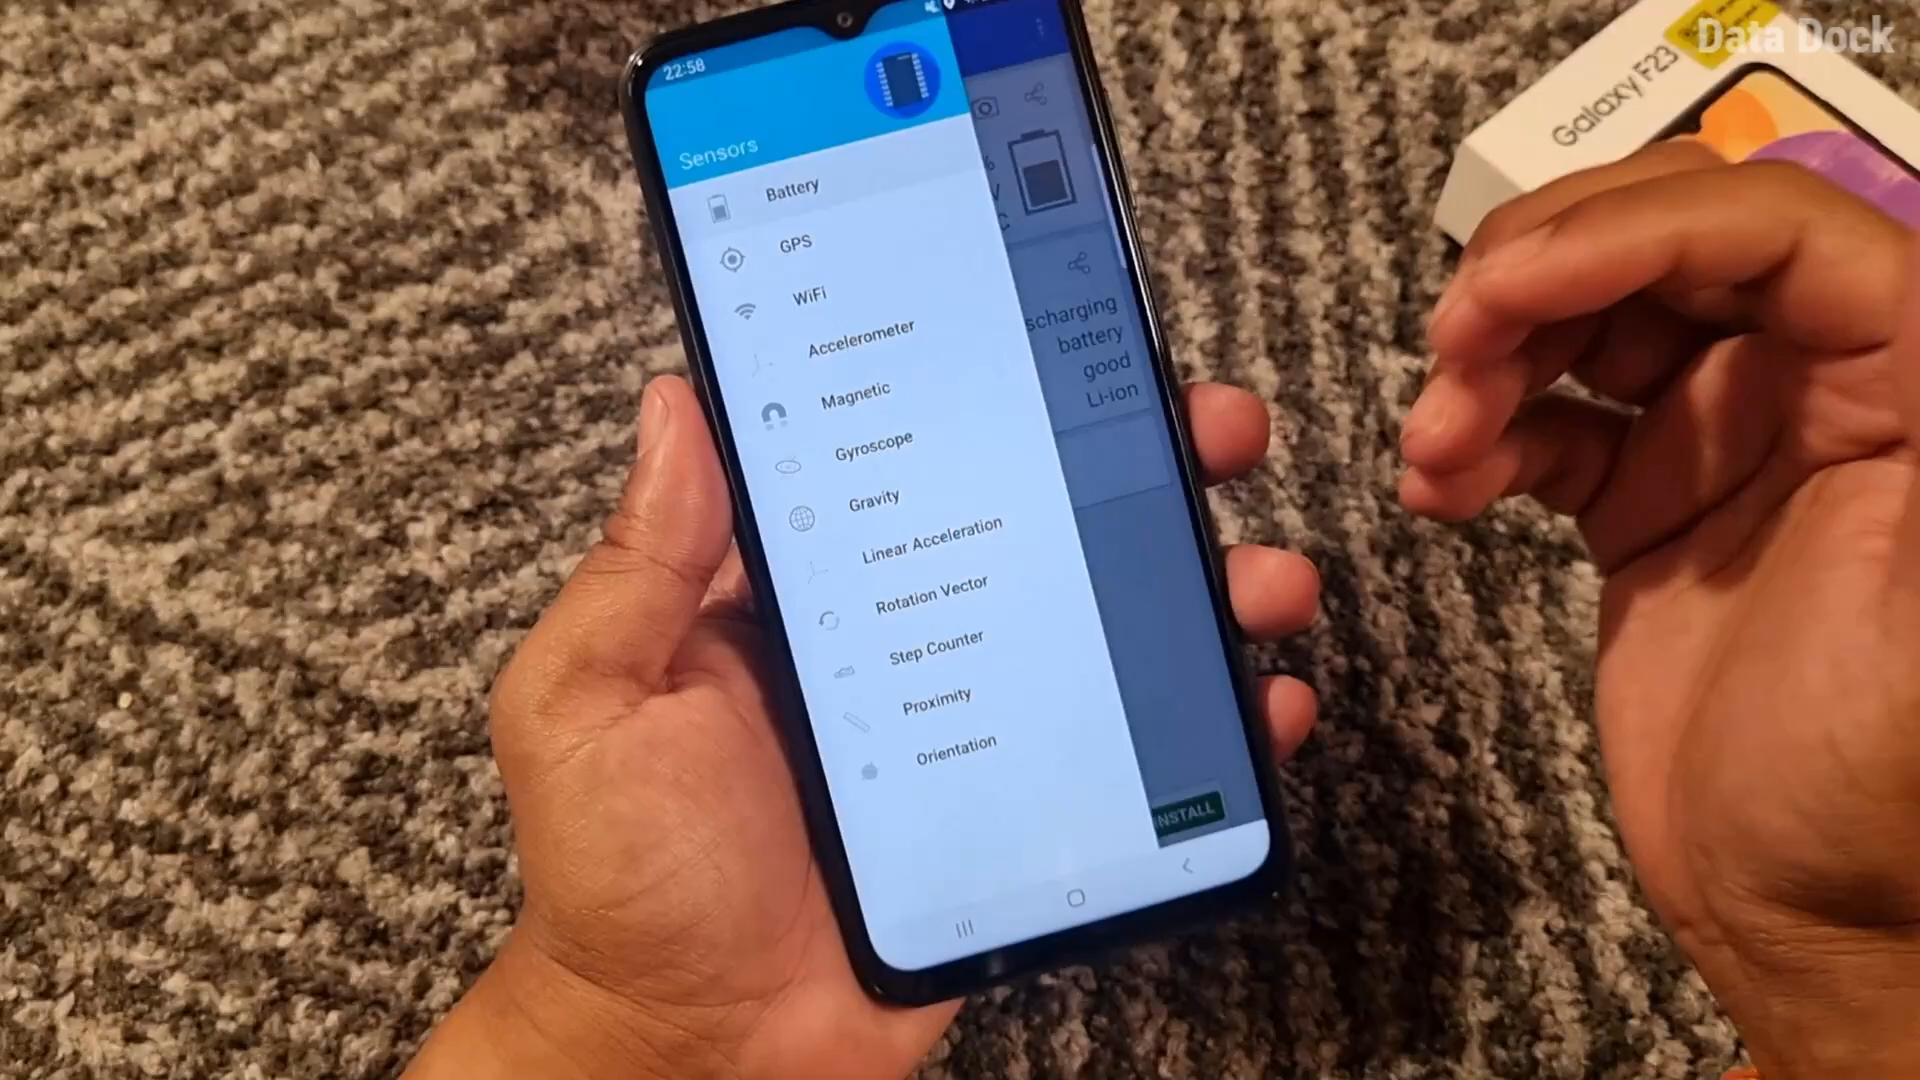 Data Dock
Galaxy F23
22:58
Sensors
Battery
GPS
WiFi
Accelerometer
Magnetic
Gyroscope
Gravity
Linear Acceleration
Rotation Vector
Step Counter
Proximity
Orientation
%
V
C
scharging
battery
good
Li-ion
INSTALL